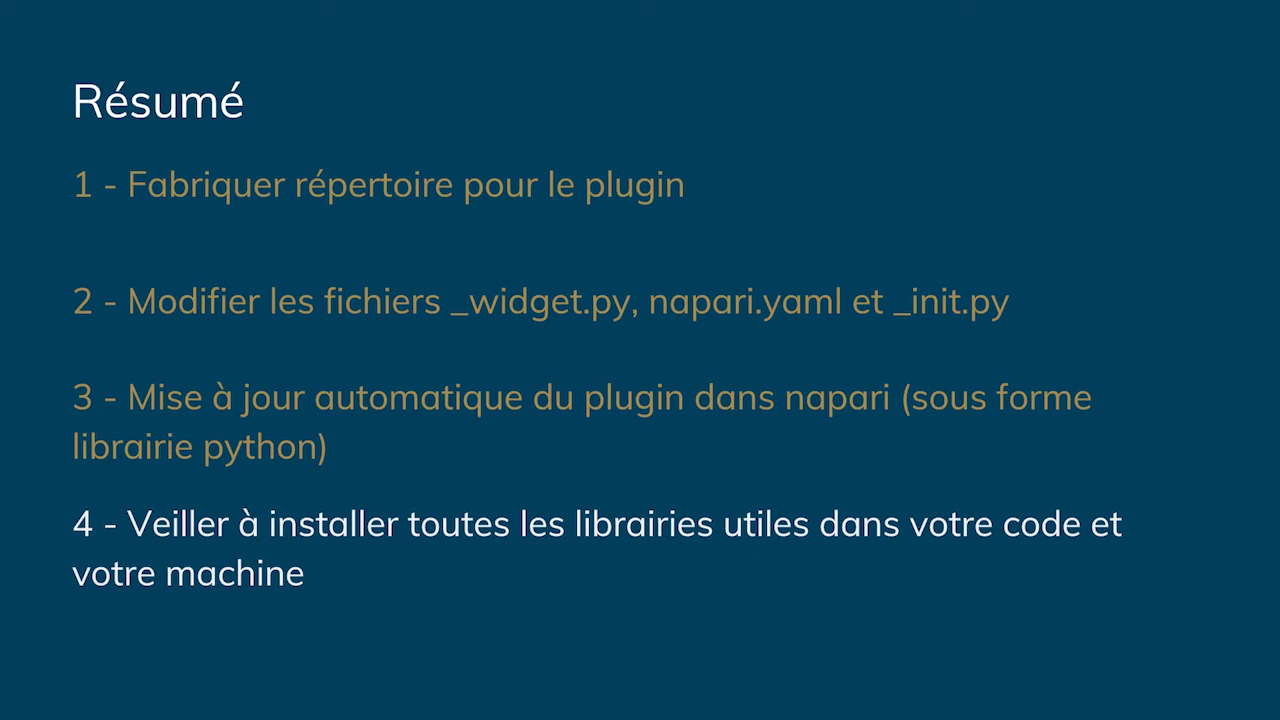 Résumé
1 - Fabriquer répertoire pour le plugin
2 - Modifier les fichiers _widget.py, napari.yaml et _init.py
3 - Mise à jour automatique du plugin dans napari (sous forme
librairie python)
4 - Veiller à installer toutes les librairies utiles dans votre code et
votre machine